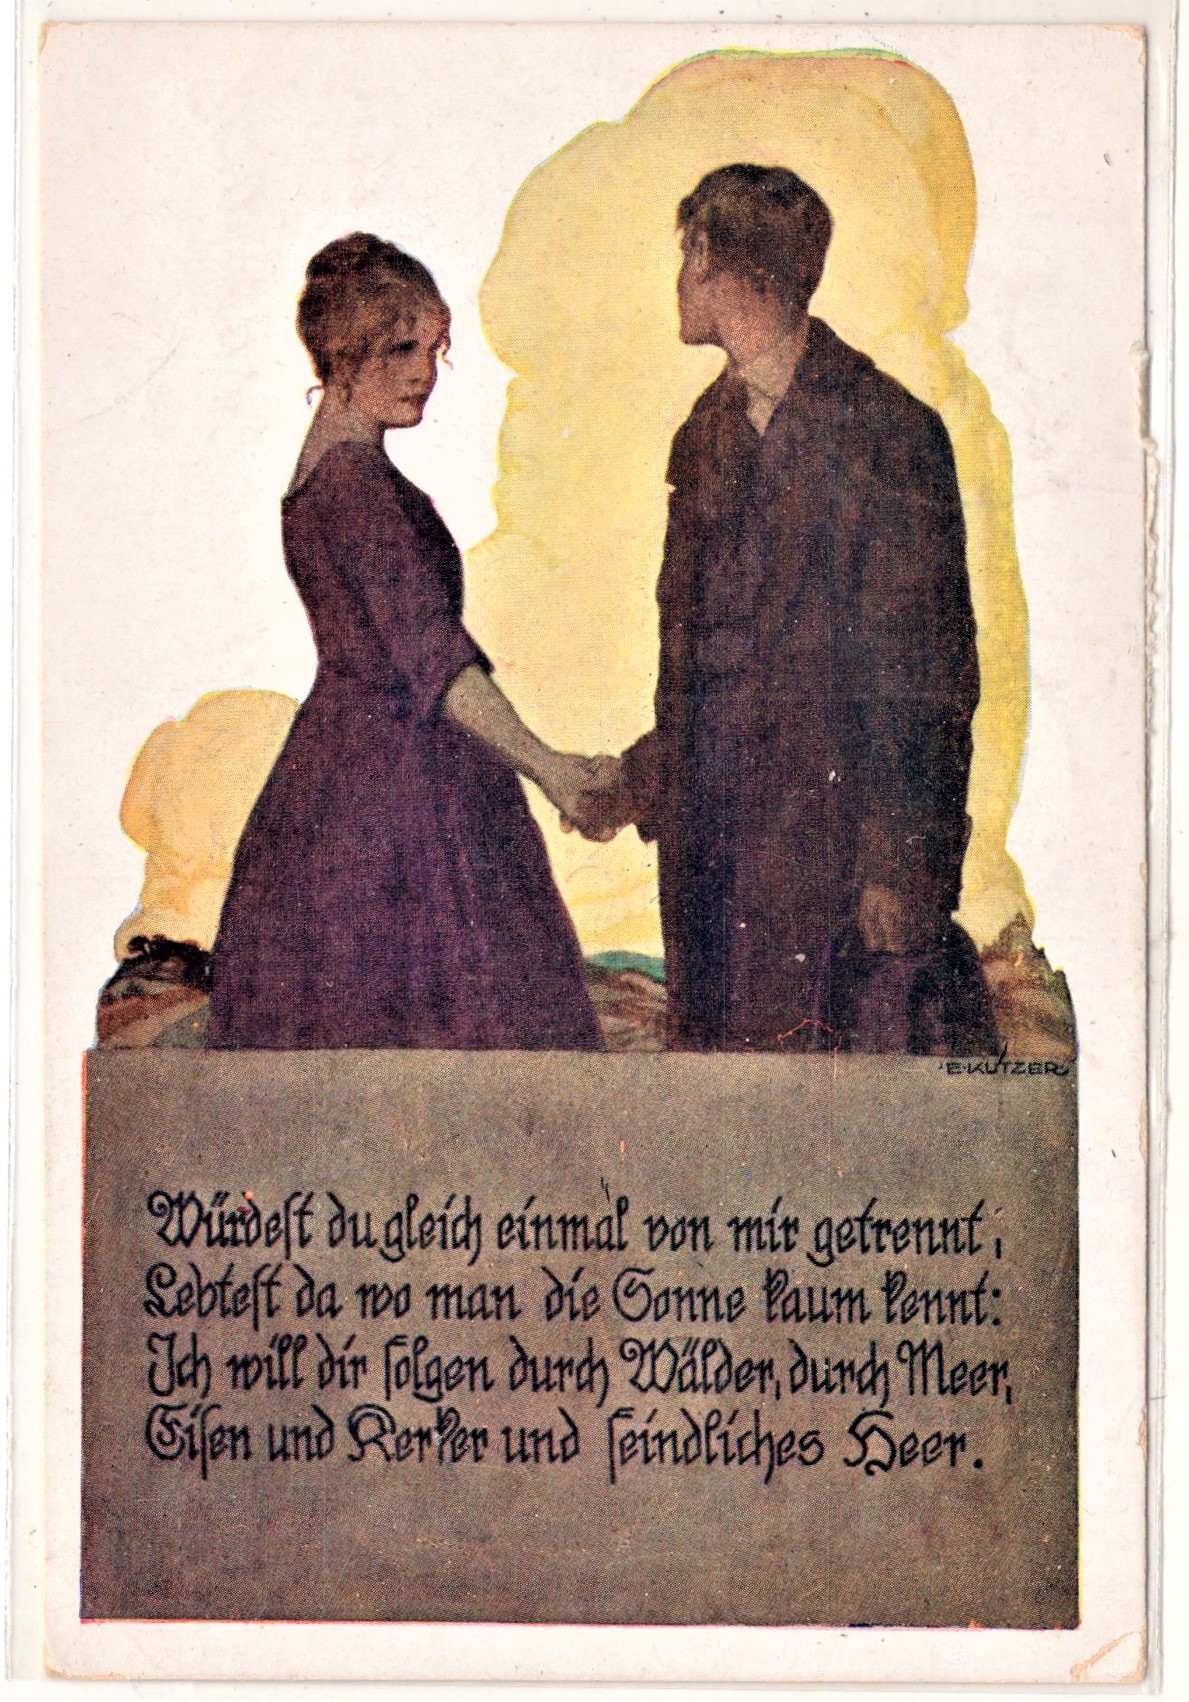 E·KUTZER
Würdest du gleich einmal von mir getrennt;
Lebtest da wo man die Sonne kaum kennt:
Ich will dir folgen durch Wälder, durch Meer,
Eisen und Kerker und feindliches Heer.